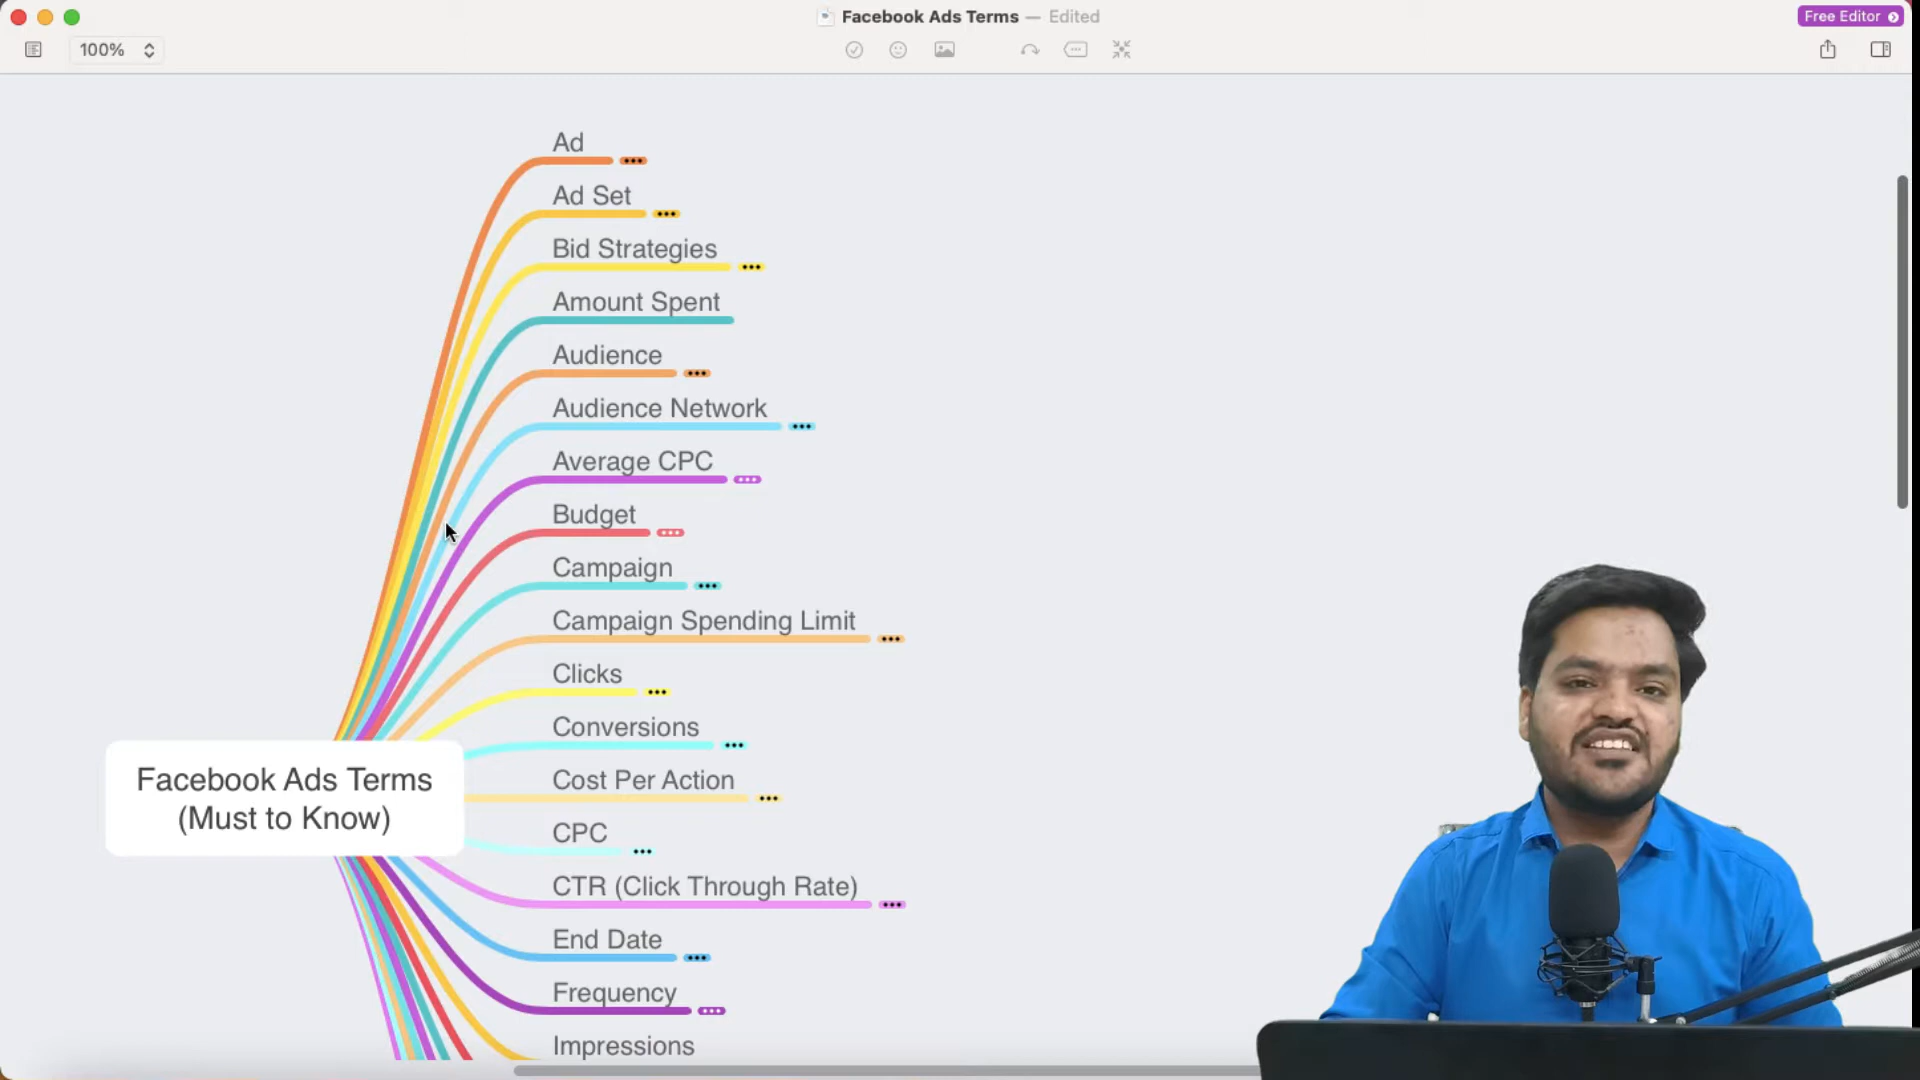 Facebook Ads Terms — Edited
Free Editor
100%
Ad
Ad Set
Bid Strategies
Amount Spent
Audience
Audience Network
Average CPC
Budget
Campaign
Campaign Spending Limit
Clicks
Conversions
Cost Per Action
CPC
CTR (Click Through Rate)
End Date
Frequency
Impressions
Facebook Ads Terms
(Must to Know)